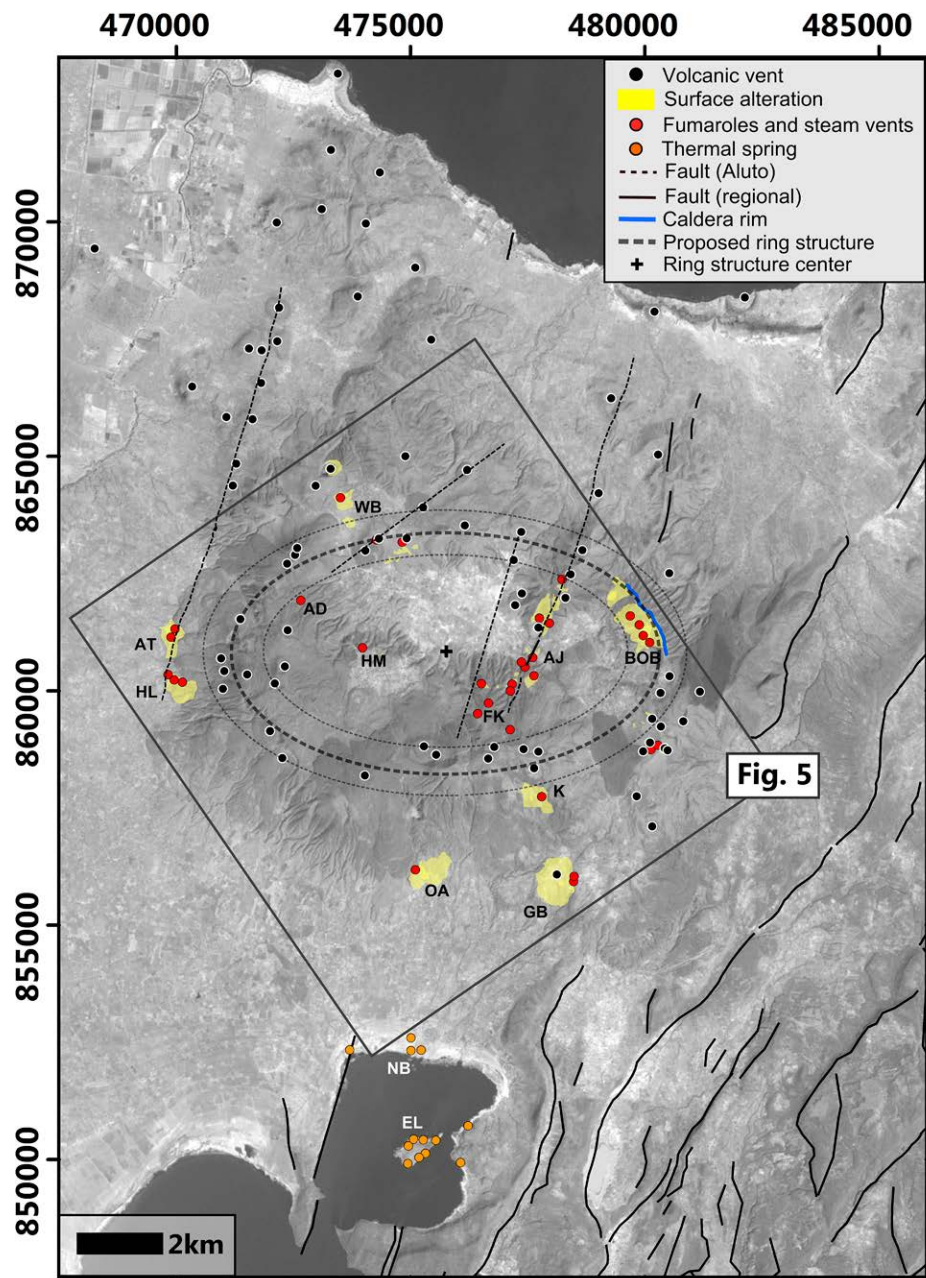 470000 475000 480000 485000
Volcanic vent
Surface alteration
Fumaroles and steam vents
Thermal spring
Fault (Aluto)
Fault (regional)
Caldera rim
Proposed ring structure
Ring structure center
870000
865000
WB
AD
AT
HM
AJ
BOB
HL
860000
FK
Fig. 5
K
OA
GB
855000
NB
EL
850000
2km